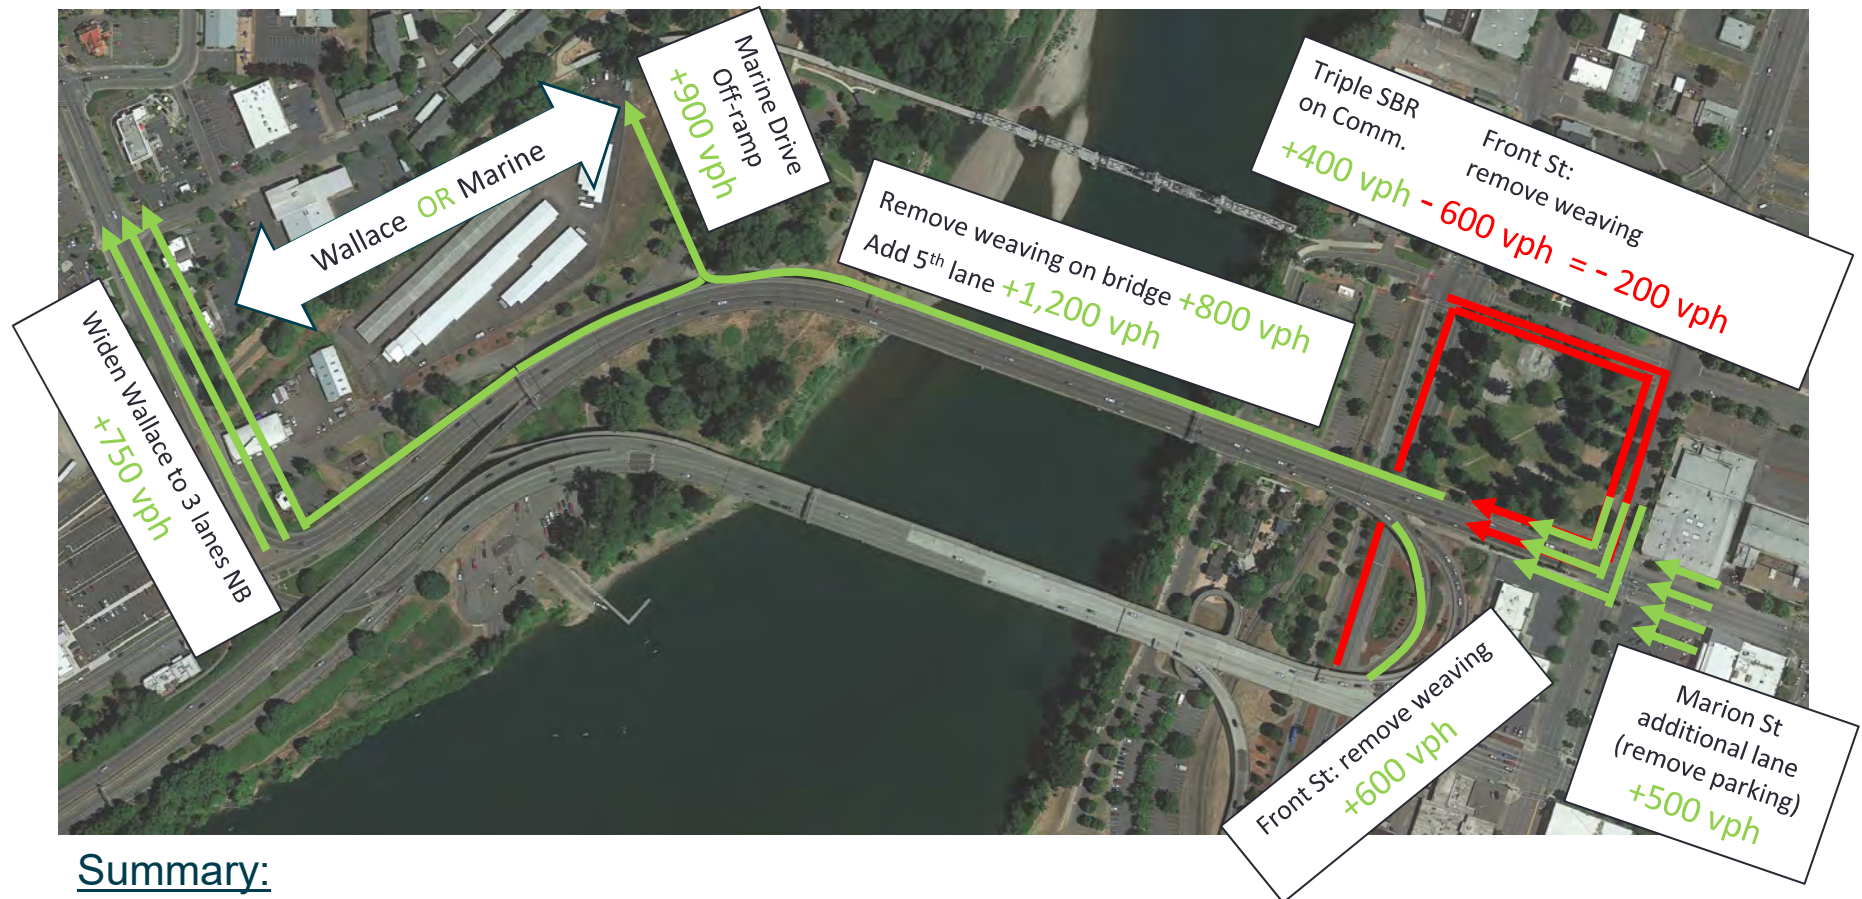 Marine Drive
Off-ramp
+900 vph
Wallace OR Marine
Widen Wallace to 3 lanes NB
+750 vph
Remove weaving on bridge +800 vph
Add 5th lane +1,200 vph
Triple SBR
on Comm.
Front St:
remove weaving
+400 vph - 600 vph = - 200 vph
Front St: remove weaving
+600 vph
Marion St
additional lane
(remove parking)
+500 vph
Summary: